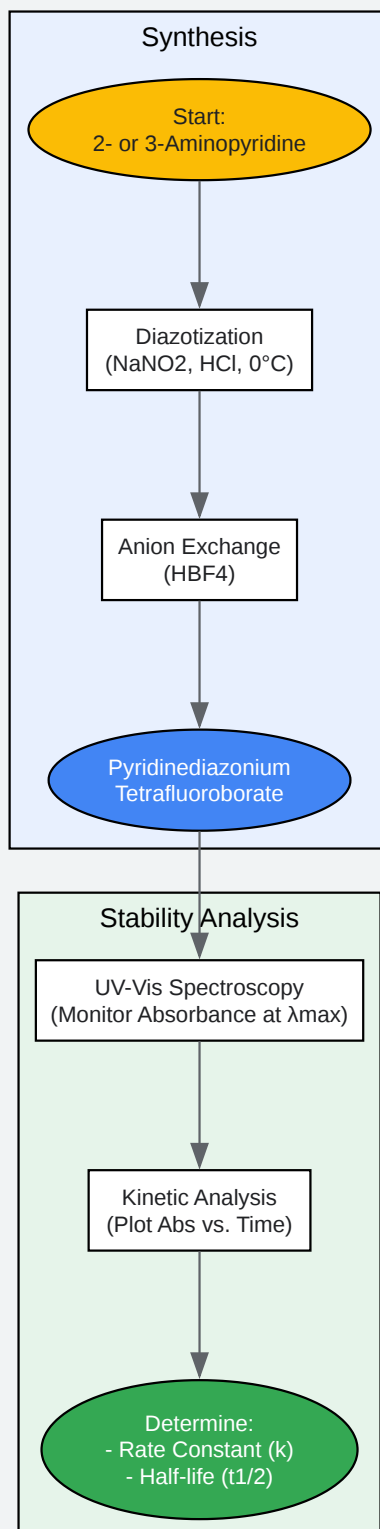 Synthesis
Start:
2- or 3-Aminopyridine
Diazotization
(NaNO2, HCl, 0°C)
Anion Exchange
(HBF4)
Pyridinediazonium
Tetrafluoroborate
Stability Analysis
UV-Vis Spectroscopy
(Monitor Absorbance at λmax)
Kinetic Analysis
(Plot Abs vs. Time)
Determine:
- Rate Constant (k)
- Half-life (t1/2)